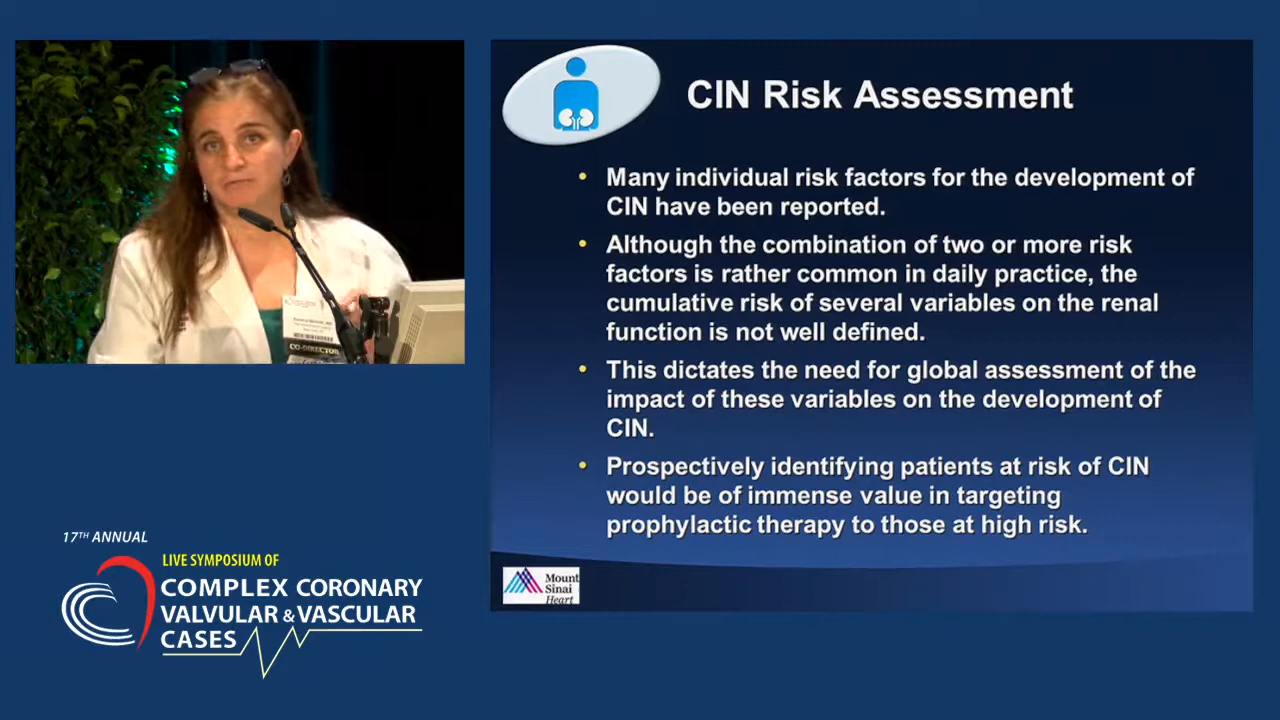 CIN Risk Assessment
• Many individual risk factors for the development of
CIN have been reported.
• Although the combination of two or more risk
factors is rather common in daily practice, the
cumulative risk of several variables on the renal
function is not well defined.
• This dictates the need for global assessment of the
impact of these variables on the development of
CIN.
• Prospectively identifying patients at risk of CIN
would be of immense value in targeting
prophylactic therapy to those at high risk.
Mount
Sinai
Heart
CO-DIRECTOR
17TH ANNUAL
LIVE SYMPOSIUM OF
COMPLEX CORONARY
VALVULAR & VASCULAR
CASES